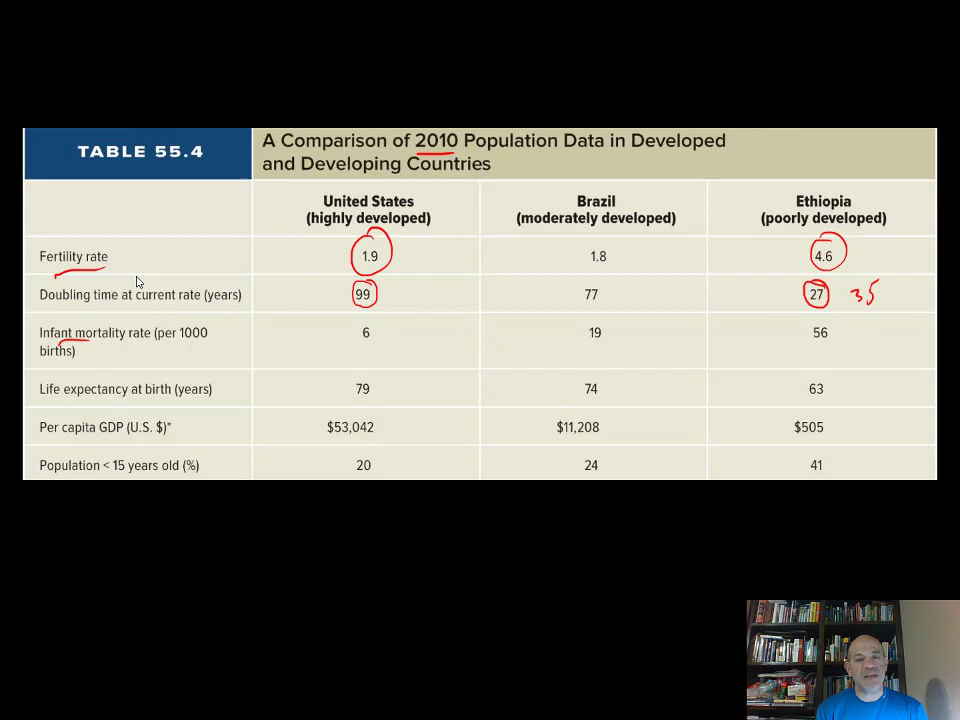 TABLE 55.4
A Comparison of 2010 Population Data in Developed
and Developing Countries
United States
(highly developed)
Brazil
(moderately developed)
Ethiopia
(poorly developed)
Fertility rate 1.9 1.8 4.6
Doubling time at current rate (years) 99 77 27 35
Infant mortality rate (per 1000
births) 6 19 56
Life expectancy at birth (years) 79 74 63
Per capita GDP (U.S. $)* $53,042 $11,208 $505
Population < 15 years old (%) 20 24 41